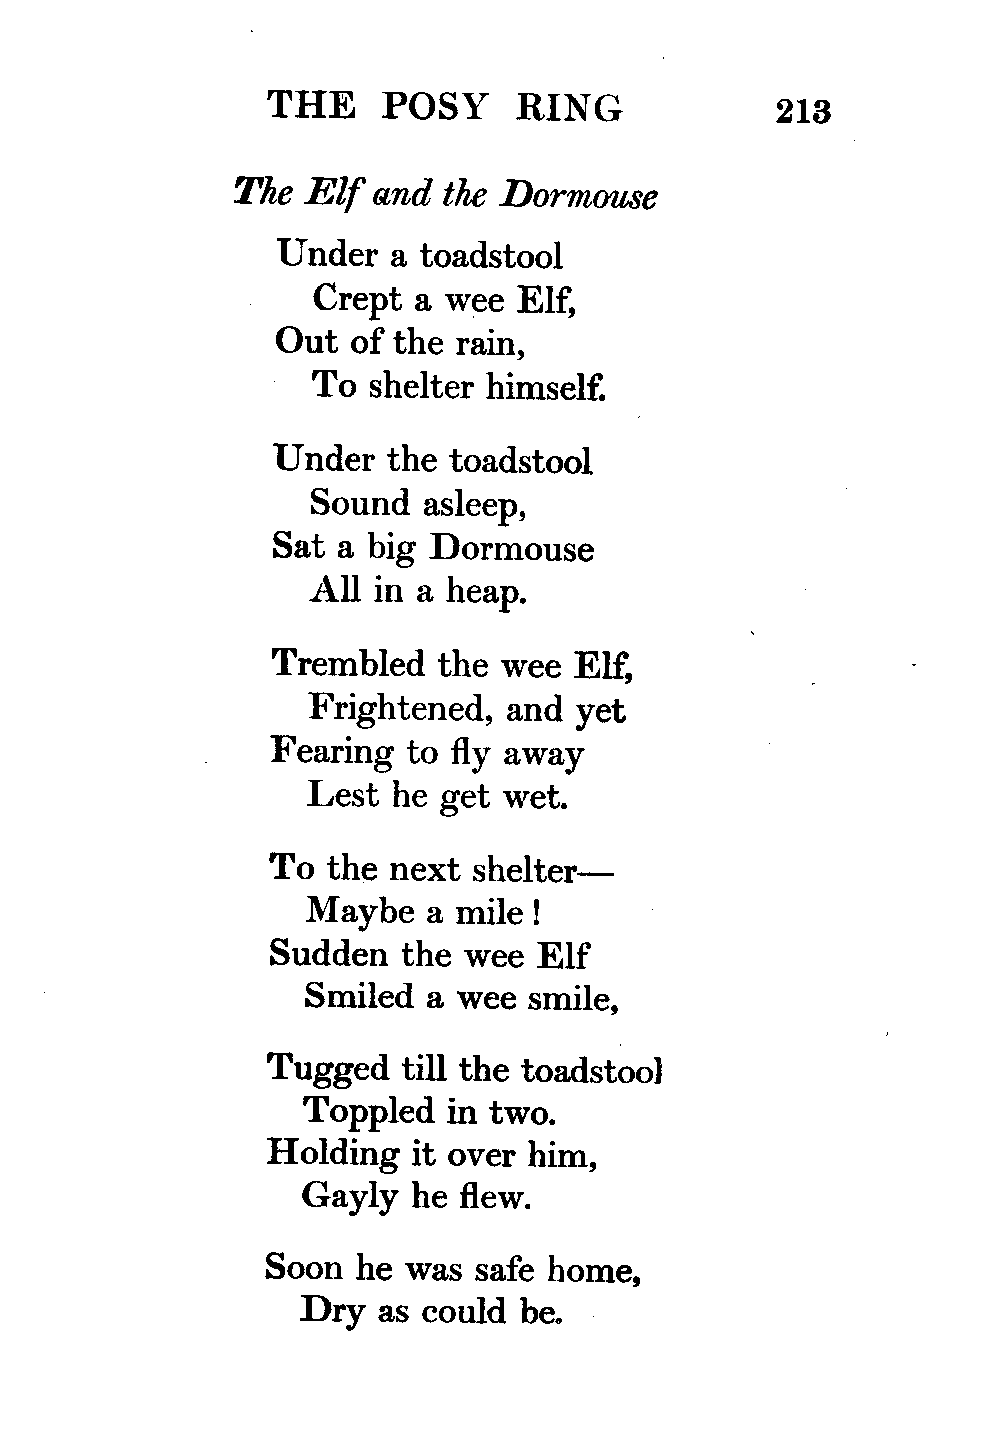 THE POSY RING 213
The Elf and the Dormouse
Under a toadstool
Crept a wee Elf,
Out of the rain,
To shelter himself.
Under the toadstool
Sound asleep,
Sat a big Dormouse
All in a heap.
Trembled the wee Elf,
Frightened, and yet
Fearing to fly away
Lest he get wet.
To the next shelter—
Maybe a mile !
Sudden the wee Elf
Smiled a wee smile,
Tugged till the toadstool
Toppled in two.
Holding it over him,
Gayly he flew.
Soon he was safe home,
Dry as could be.